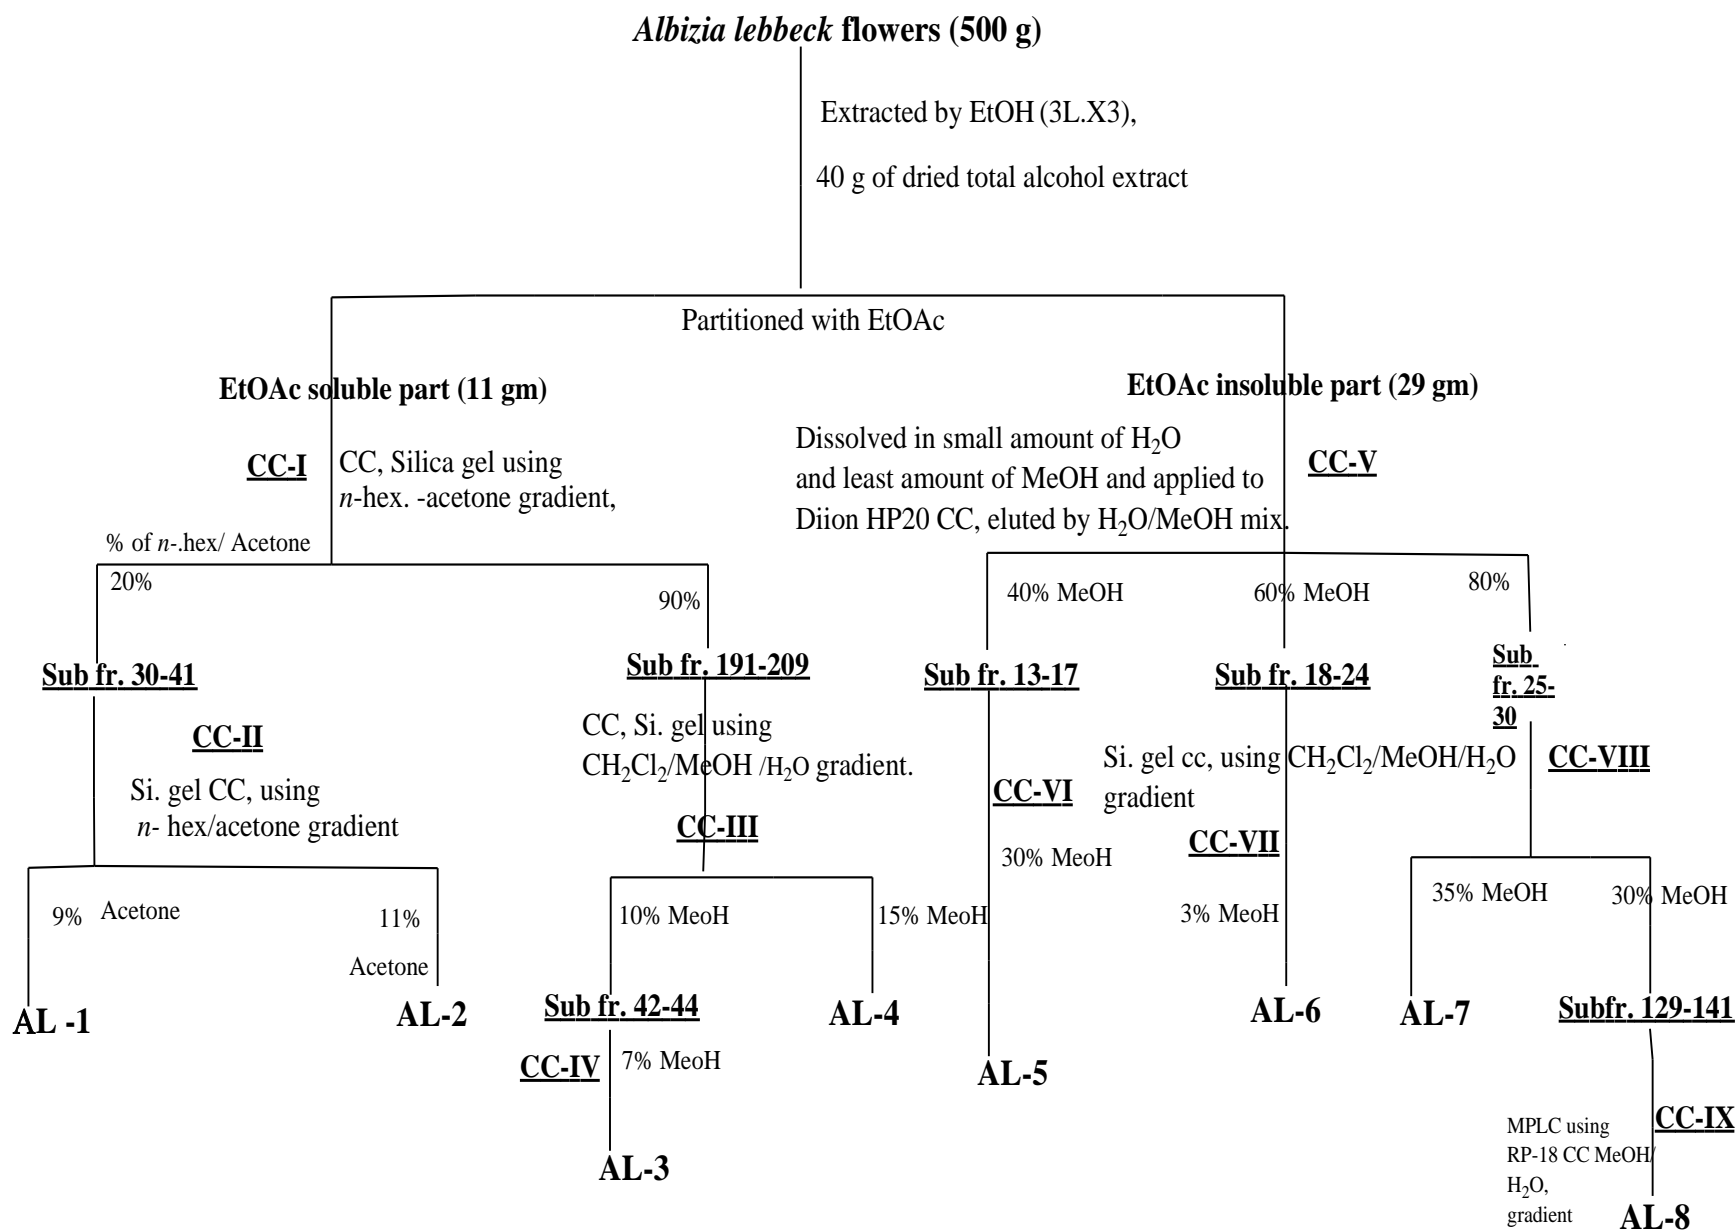 Albizia lebbeck flowers (500 g)
Extracted by EtOH (3L.X3),
40 g of dried total alcohol extract
Partitioned with EtOAc
EtOAc soluble part (11 gm)
EtOAc insoluble part (29 gm)
CC-I
CC, Silica gel using
n-hex. -acetone gradient,
Dissolved in small amount of H₂O
and least amount of MeOH and applied to
Diion HP20 CC, eluted by H₂O/MeOH mix.
CC-V
% of n-.hex/ Acetone
20%
90%
40% MeOH
60% MeOH
80%
Sub fr. 30-41
Sub fr. 191-209
Sub fr. 13-17
Sub fr. 18-24
Sub
fr. 25-
30
CC-II
Si. gel CC, using
n- hex/acetone gradient
CC, Si. gel using
CH₂Cl₂/MeOH /H₂O gradient.
CC-III
CC-VI
30% MeoH
Si. gel cc, using CH₂Cl₂/MeOH/H₂O
gradient
CC-VII
3% MeoH
CC-VIII
9% Acetone
11%
Acetone
10% MeoH
15% MeoH
35% MeOH
30% MeOH
AL -1
AL-2
Sub fr. 42-44
AL-4
AL-6
AL-7
Subfr. 129-141
CC-IV
7% MeoH
AL-5
AL-3
MPLC using
RP-18 CC MeOH/
H₂O,
gradient
CC-IX
AL-8